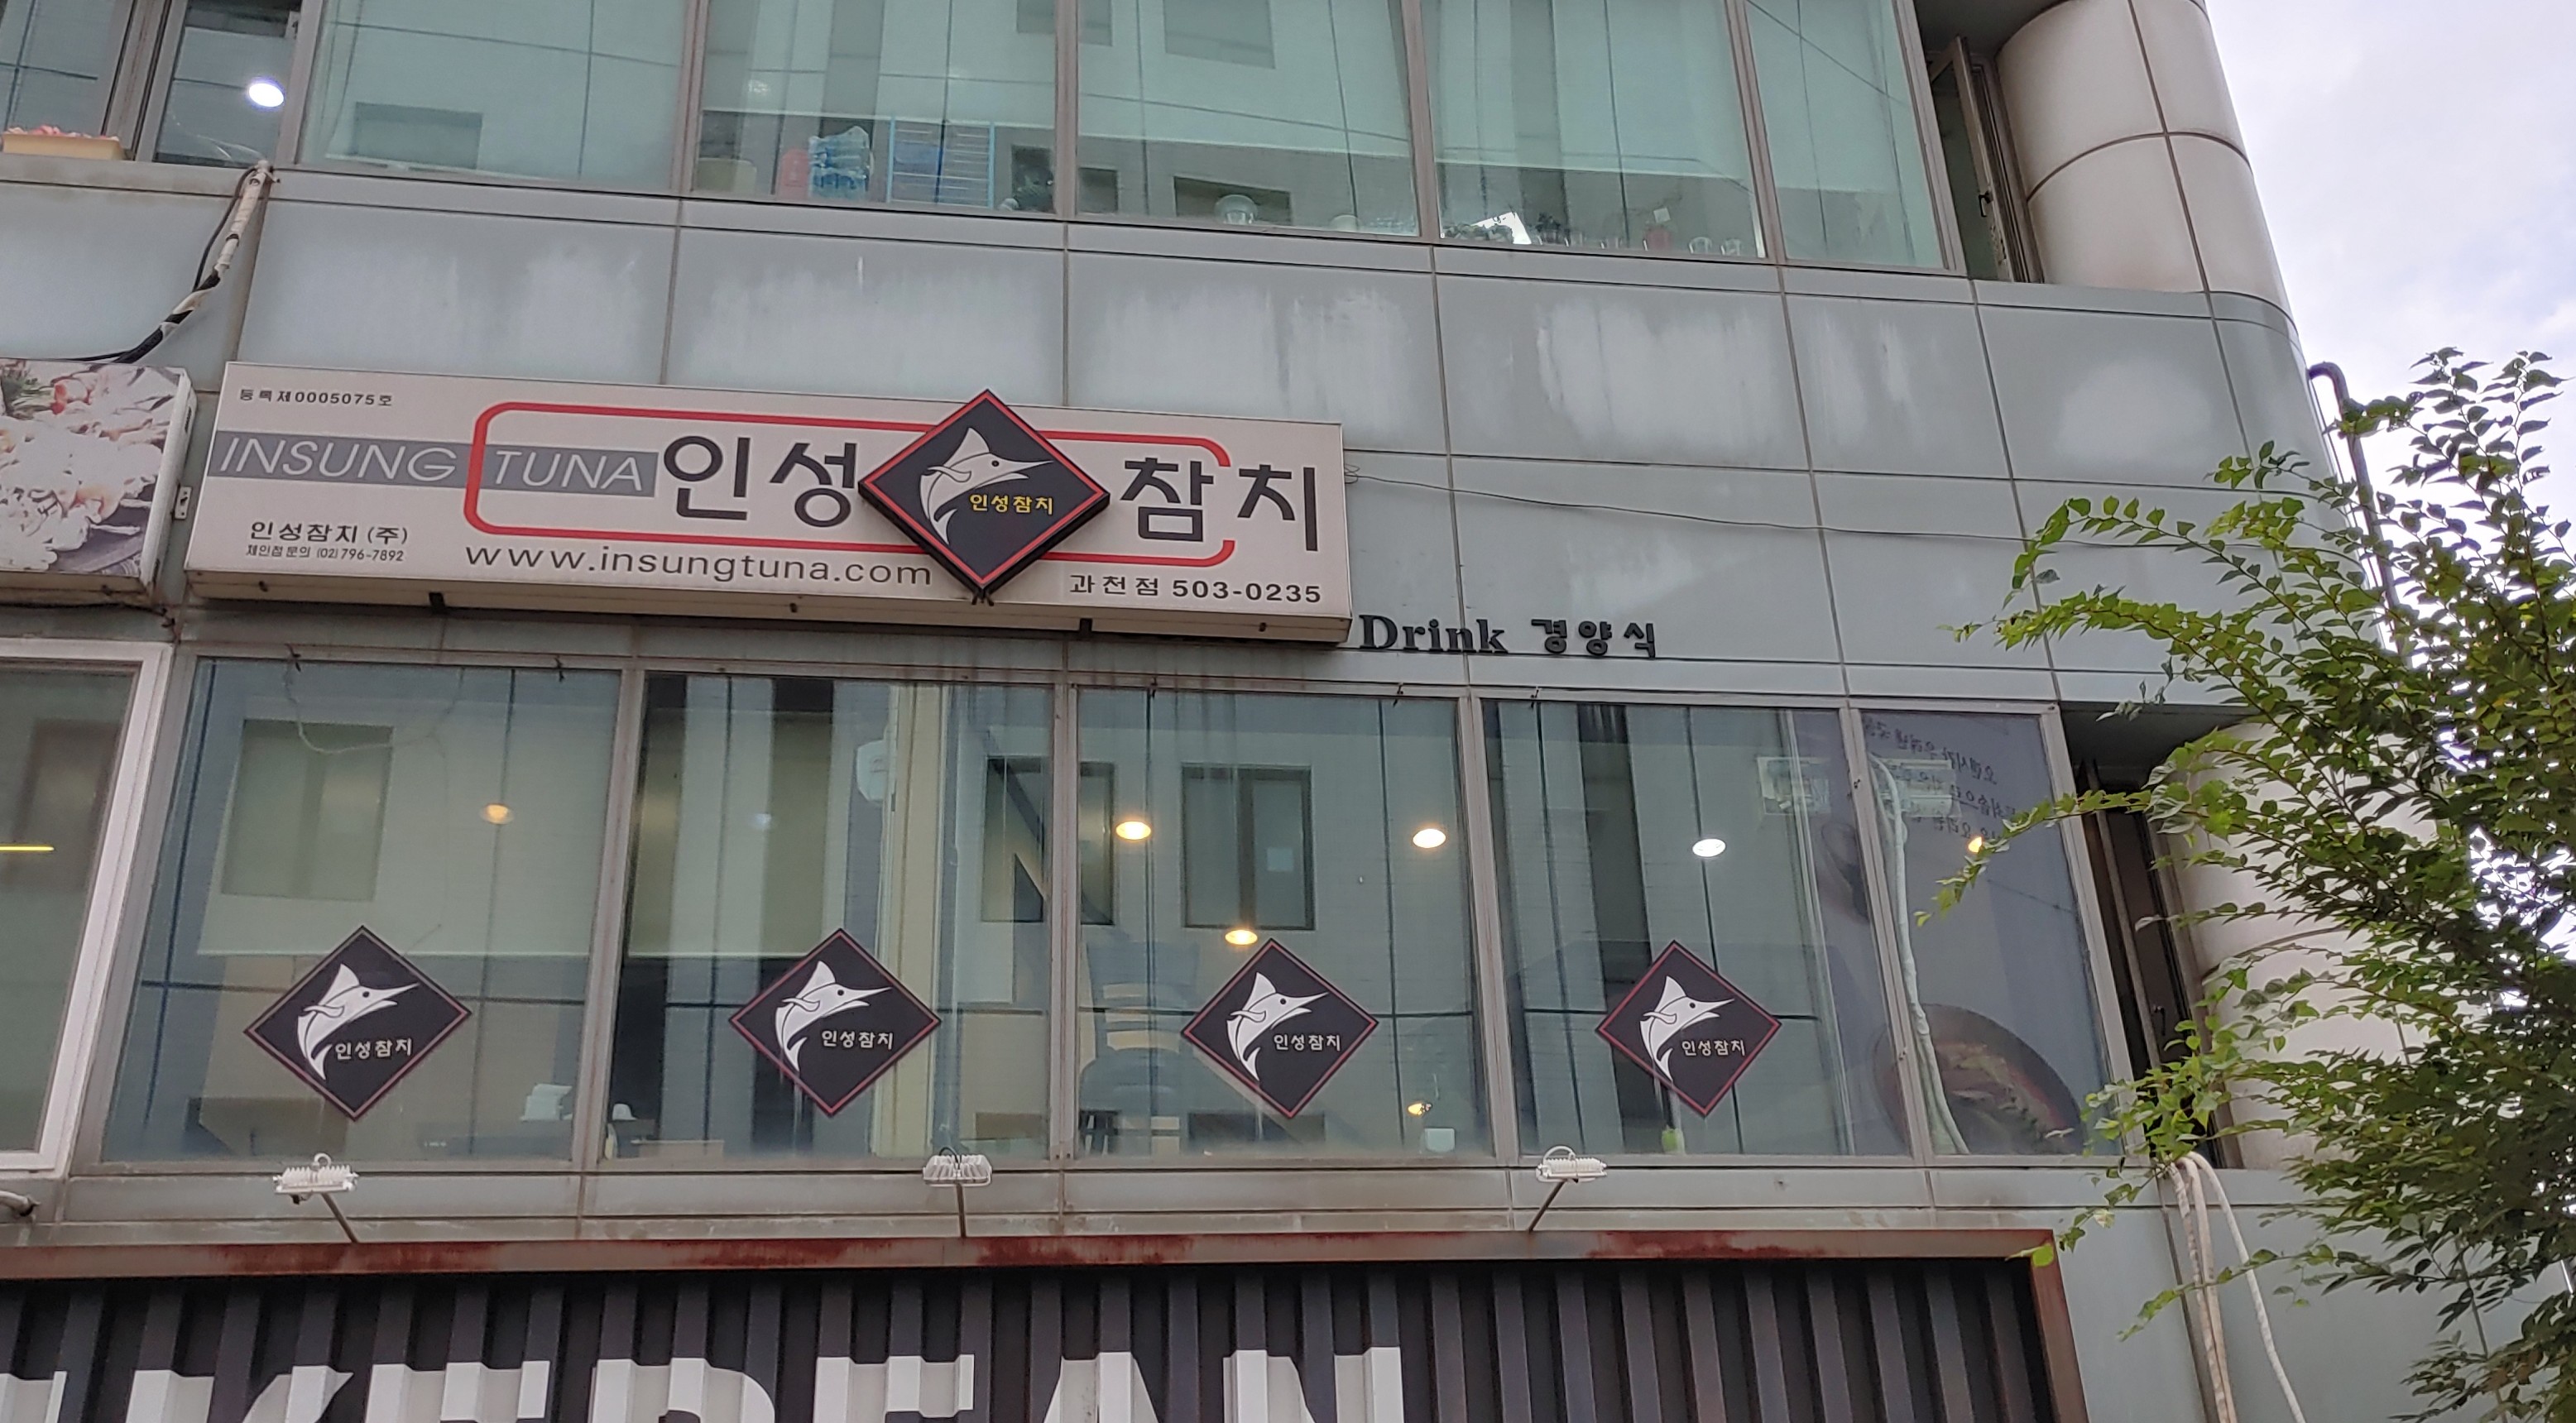 등록제0005075호
INSUNG TUNA 인성 인성참치 참치
인성참치 (주)
체인점문의 (02)796-7892
www.insungtuna.com
과천점 503-0235
Drink 경양식
인성참치
인성참치
인성참치
인성참치